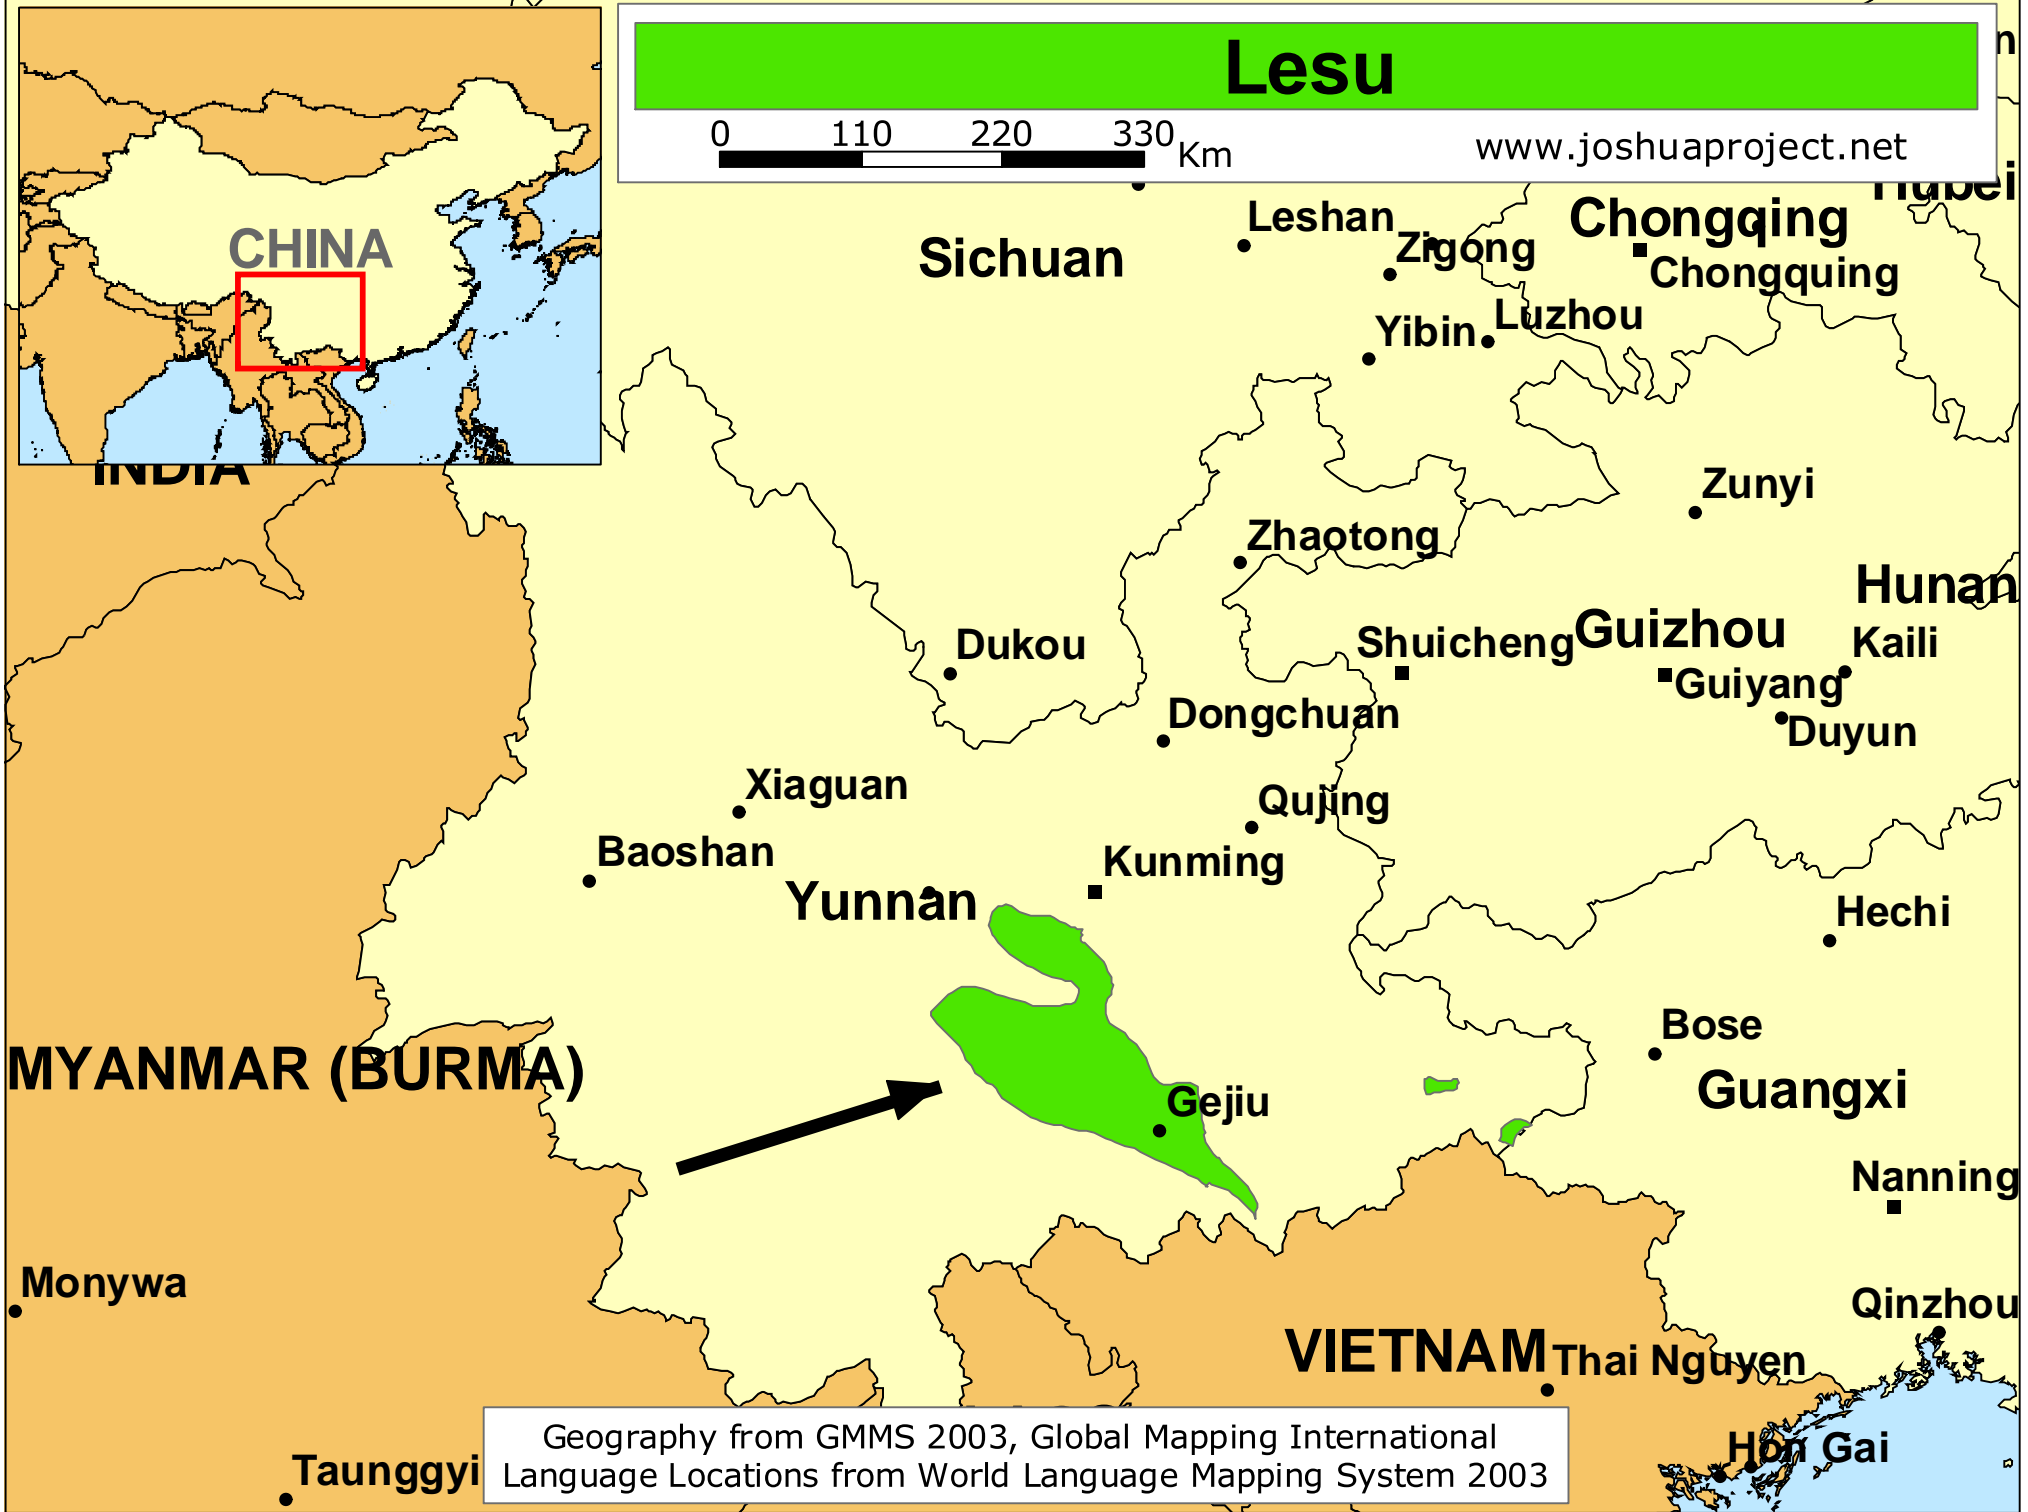 Lesu
0 110 220 330 Km
www.joshuaproject.net
CHINA
INDIA
Hubei
Sichuan
Leshan
Zigong
Chongqing
Chongquing
Yibin
Luzhou
Zunyi
Zhaotong
Hunan
Guizhou
Shuicheng
Kaili
Dukou
Guiyang
Dongchuan
Duyun
Xiaguan
Qujing
Baoshan
Kunming
Yunnan
Hechi
Bose
MYANMAR (BURMA)
Guangxi
Gejiu
Nanning
Monywa
Qinzhou
VIETNAM
Thai Nguyen
Hon Gai
Taunggyi
Geography from GMMS 2003, Global Mapping International
Language Locations from World Language Mapping System 2003